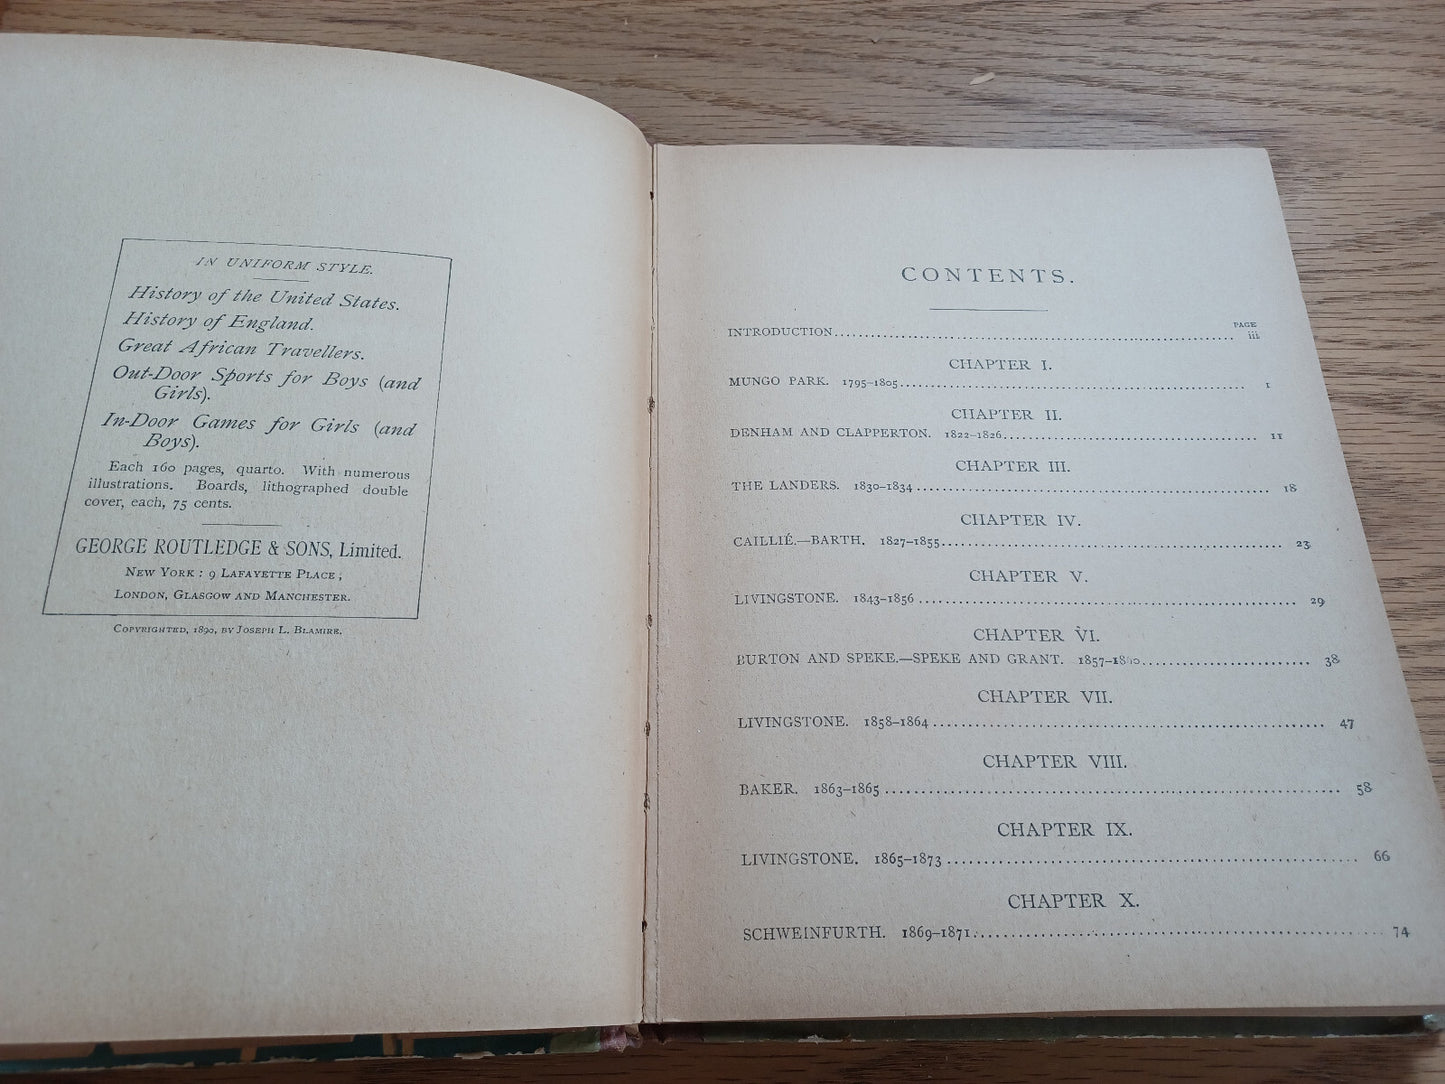 IN UNIFORM STYLE.
History of the United States.
History of England.
Great African Travellers.
Out-Door Sports for Boys (and
Girls).
In-Door Games for Girls (and
Boys).
Each 160 pages, quarto. With numerous
illustrations. Boards, lithographed double
cover, each, 75 cents.
GEORGE ROUTLEDGE & SONS, Limited.
NEW YORK: 9 LAFAYETTE PLACE;
LONDON, GLASGOW AND MANCHESTER.
COPYRIGHTED, 1890, BY JOSEPH L. BLAMIRE.
CONTENTS.
PAGE
INTRODUCTION iii
CHAPTER I.
MUNGO PARK. 1795–1805 1
CHAPTER II.
DENHAM AND CLAPPERTON. 1822–1826 11
CHAPTER III.
THE LANDERS. 1830–1834 18
CHAPTER IV.
CAILLIÉ.—BARTH. 1827–1855 23
CHAPTER V.
LIVINGSTONE. 1843–1856 29
CHAPTER VI.
BURTON AND SPEKE.—SPEKE AND GRANT. 38
CHAPTER VII.
LIVINGSTONE. 1858–1864 47
CHAPTER VIII.
BAKER. 1863–1865 58
CHAPTER IX.
LIVINGSTONE. 1865–1873 66
CHAPTER X.
SCHWEINFURTH. 1869–1871 74